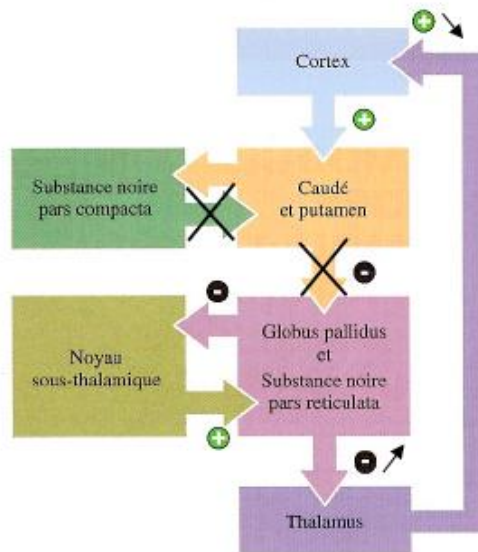 Cortex
Substance noire
pars compacta
Caudé
et putamen
Noyau
sous-thalamique
Globus pallidus
et
Substance noire
pars reticulata
Thalamus